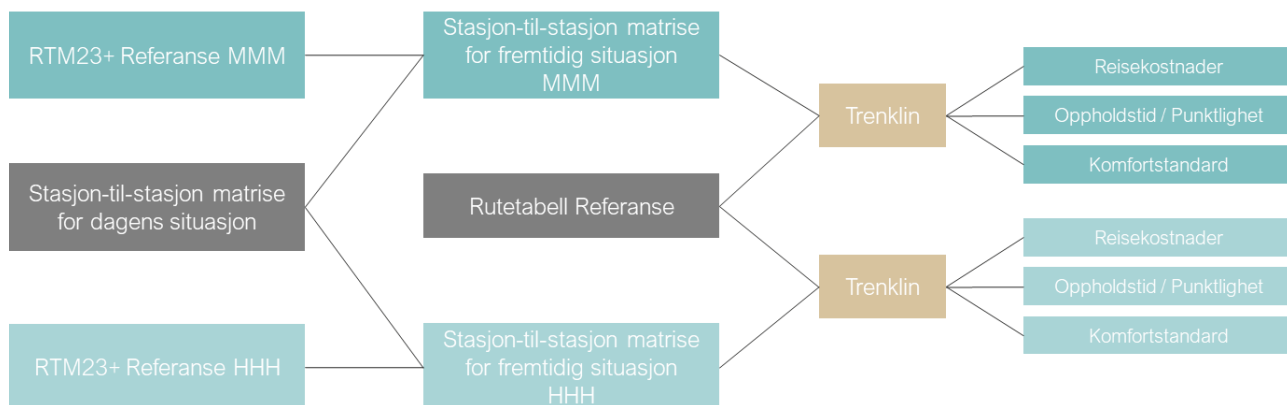 RTM23+ Referanse MMM
Stasjon-til-stasjon matrise
for dagens situasjon
RTM23+ Referanse HHH
Stasjon-til-stasjon matrise
for fremtidig situasjon
MMM
Rutetabell Referanse
Stasjon-til-stasjon matrise
for fremtidig situasjon
HHH
Trenklin
Trenklin
Reisekostnader
Oppholdstid / Punktlighet
Komfortstandard
Reisekostnader
Oppholdstid / Punktlighet
Komfortstandard